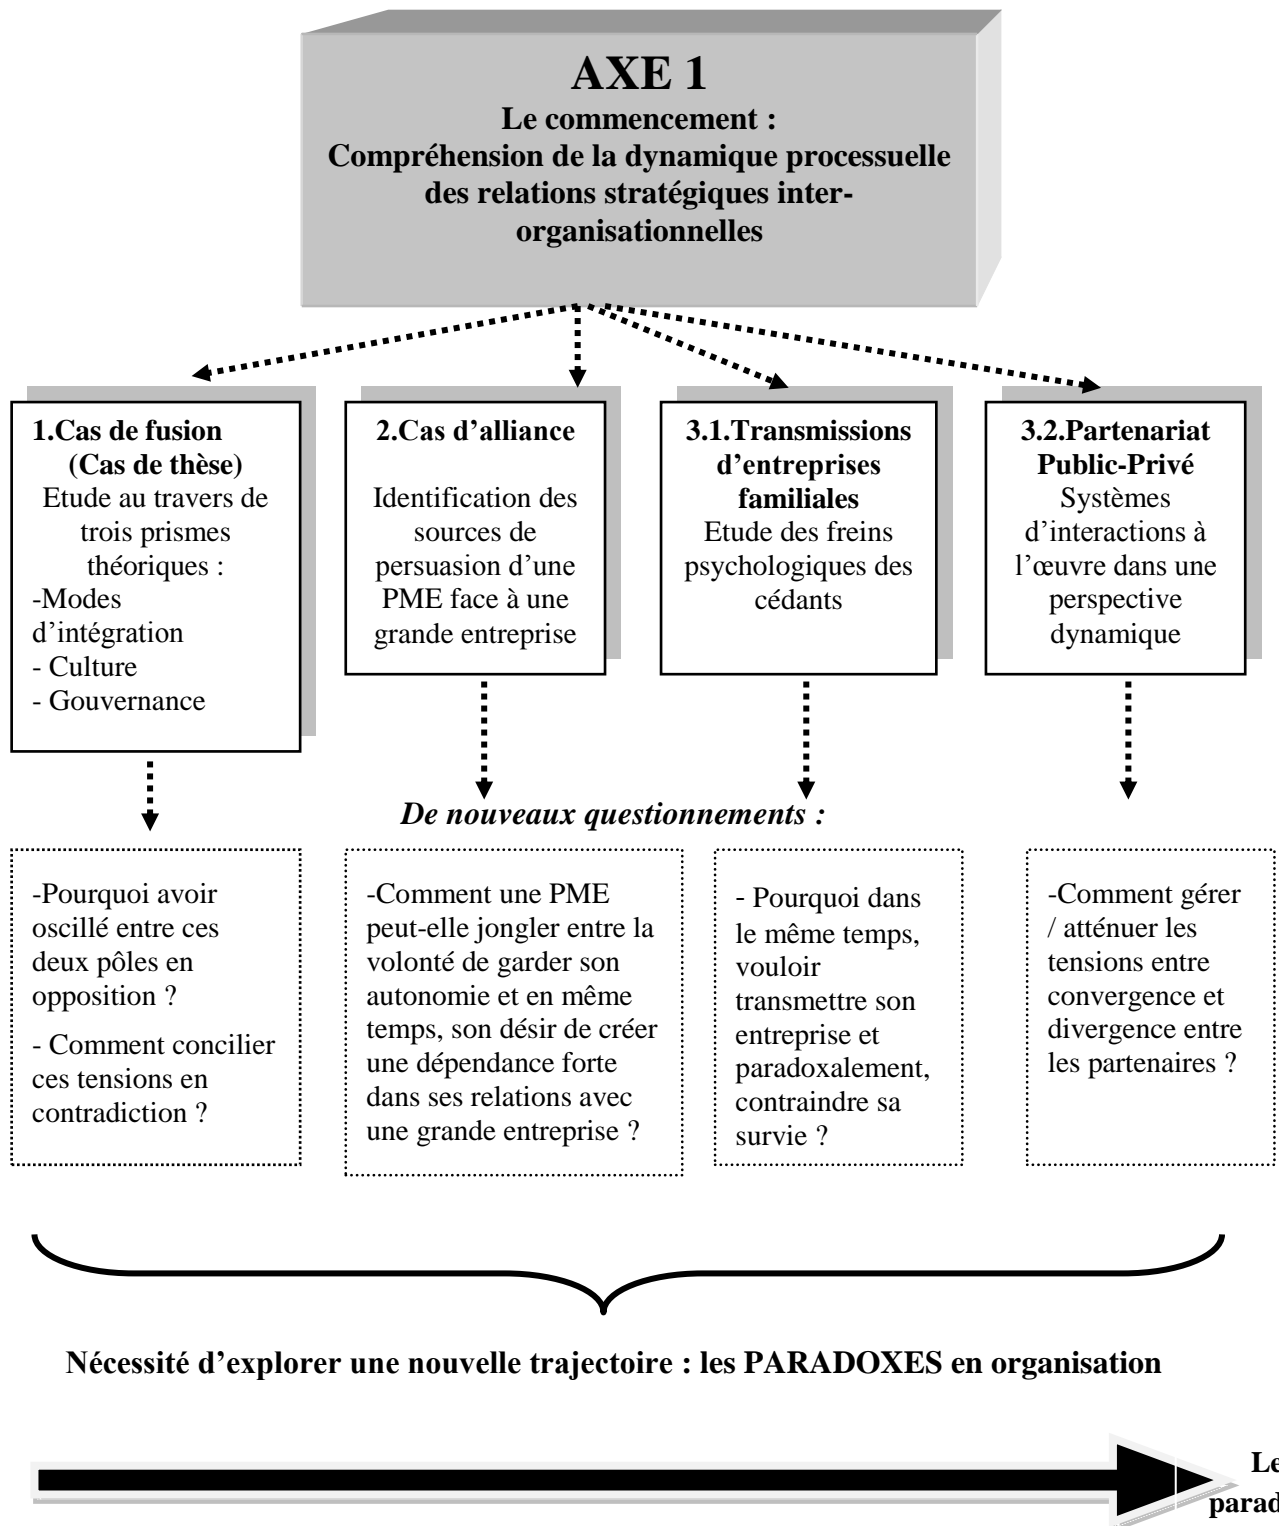 AXE 1
Le commencement :
Compréhension de la dynamique processuelle
des relations stratégiques inter-
organisationnelles
1.Cas de fusion
(Cas de thèse)
Etude au travers de
trois prismes
théoriques :
-Modes
d’intégration
- Culture
- Gouvernance
2.Cas d’alliance
Identification des
sources de
persuasion d’une
PME face à une
grande entreprise
3.1.Transmissions
d’entreprises
familiales
Etude des freins
psychologiques des
cédants
3.2.Partenariat
Public-Privé
Systèmes
d’interactions à
l’œuvre dans une
perspective
dynamique
De nouveaux questionnements :
-Pourquoi avoir
oscillé entre ces
deux pôles en
opposition ?
- Comment concilier
ces tensions en
contradiction ?
-Comment une PME
peut-elle jongler entre la
volonté de garder son
autonomie et en même
temps, son désir de créer
une dépendance forte
dans ses relations avec
une grande entreprise ?
- Pourquoi dans
le même temps,
vouloir
transmettre son
entreprise et
paradoxalement,
contraindre sa
survie ?
-Comment gérer
/ atténuer les
tensions entre
convergence et
divergence entre
les partenaires ?
Nécessité d’explorer une nouvelle trajectoire : les PARADOXES en organisation
Le
parad